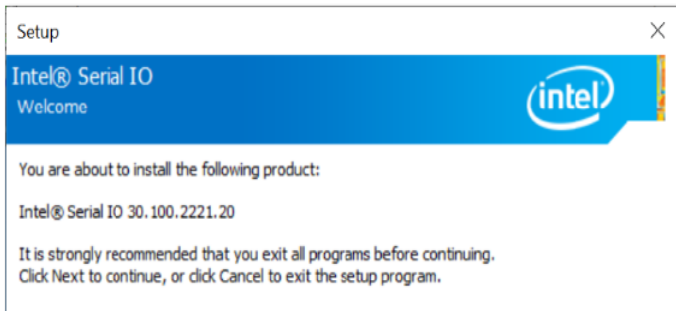 Setup
Intel® Serial IO
Welcome
intel
You are about to install the following product:
Intel® Serial IO 30.100.2221.20
It is strongly recommended that you exit all programs before continuing.
Click Next to continue, or click Cancel to exit the setup program.